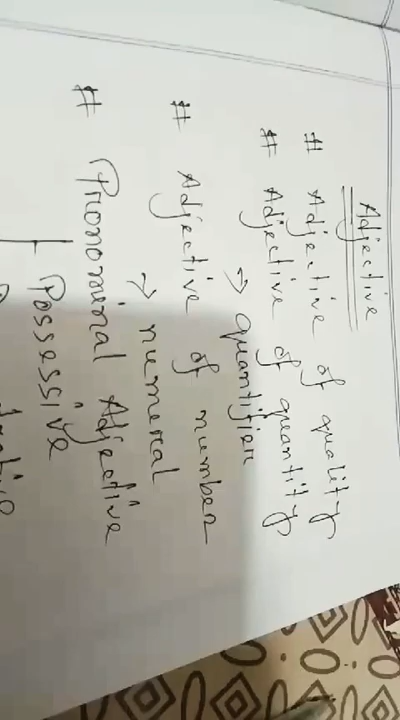 Adjective
# Adjective of quality
# Adjective of quantity
→ quantifier
# Adjective of number
→ numeral
# Pronominal Adjective
Possessive